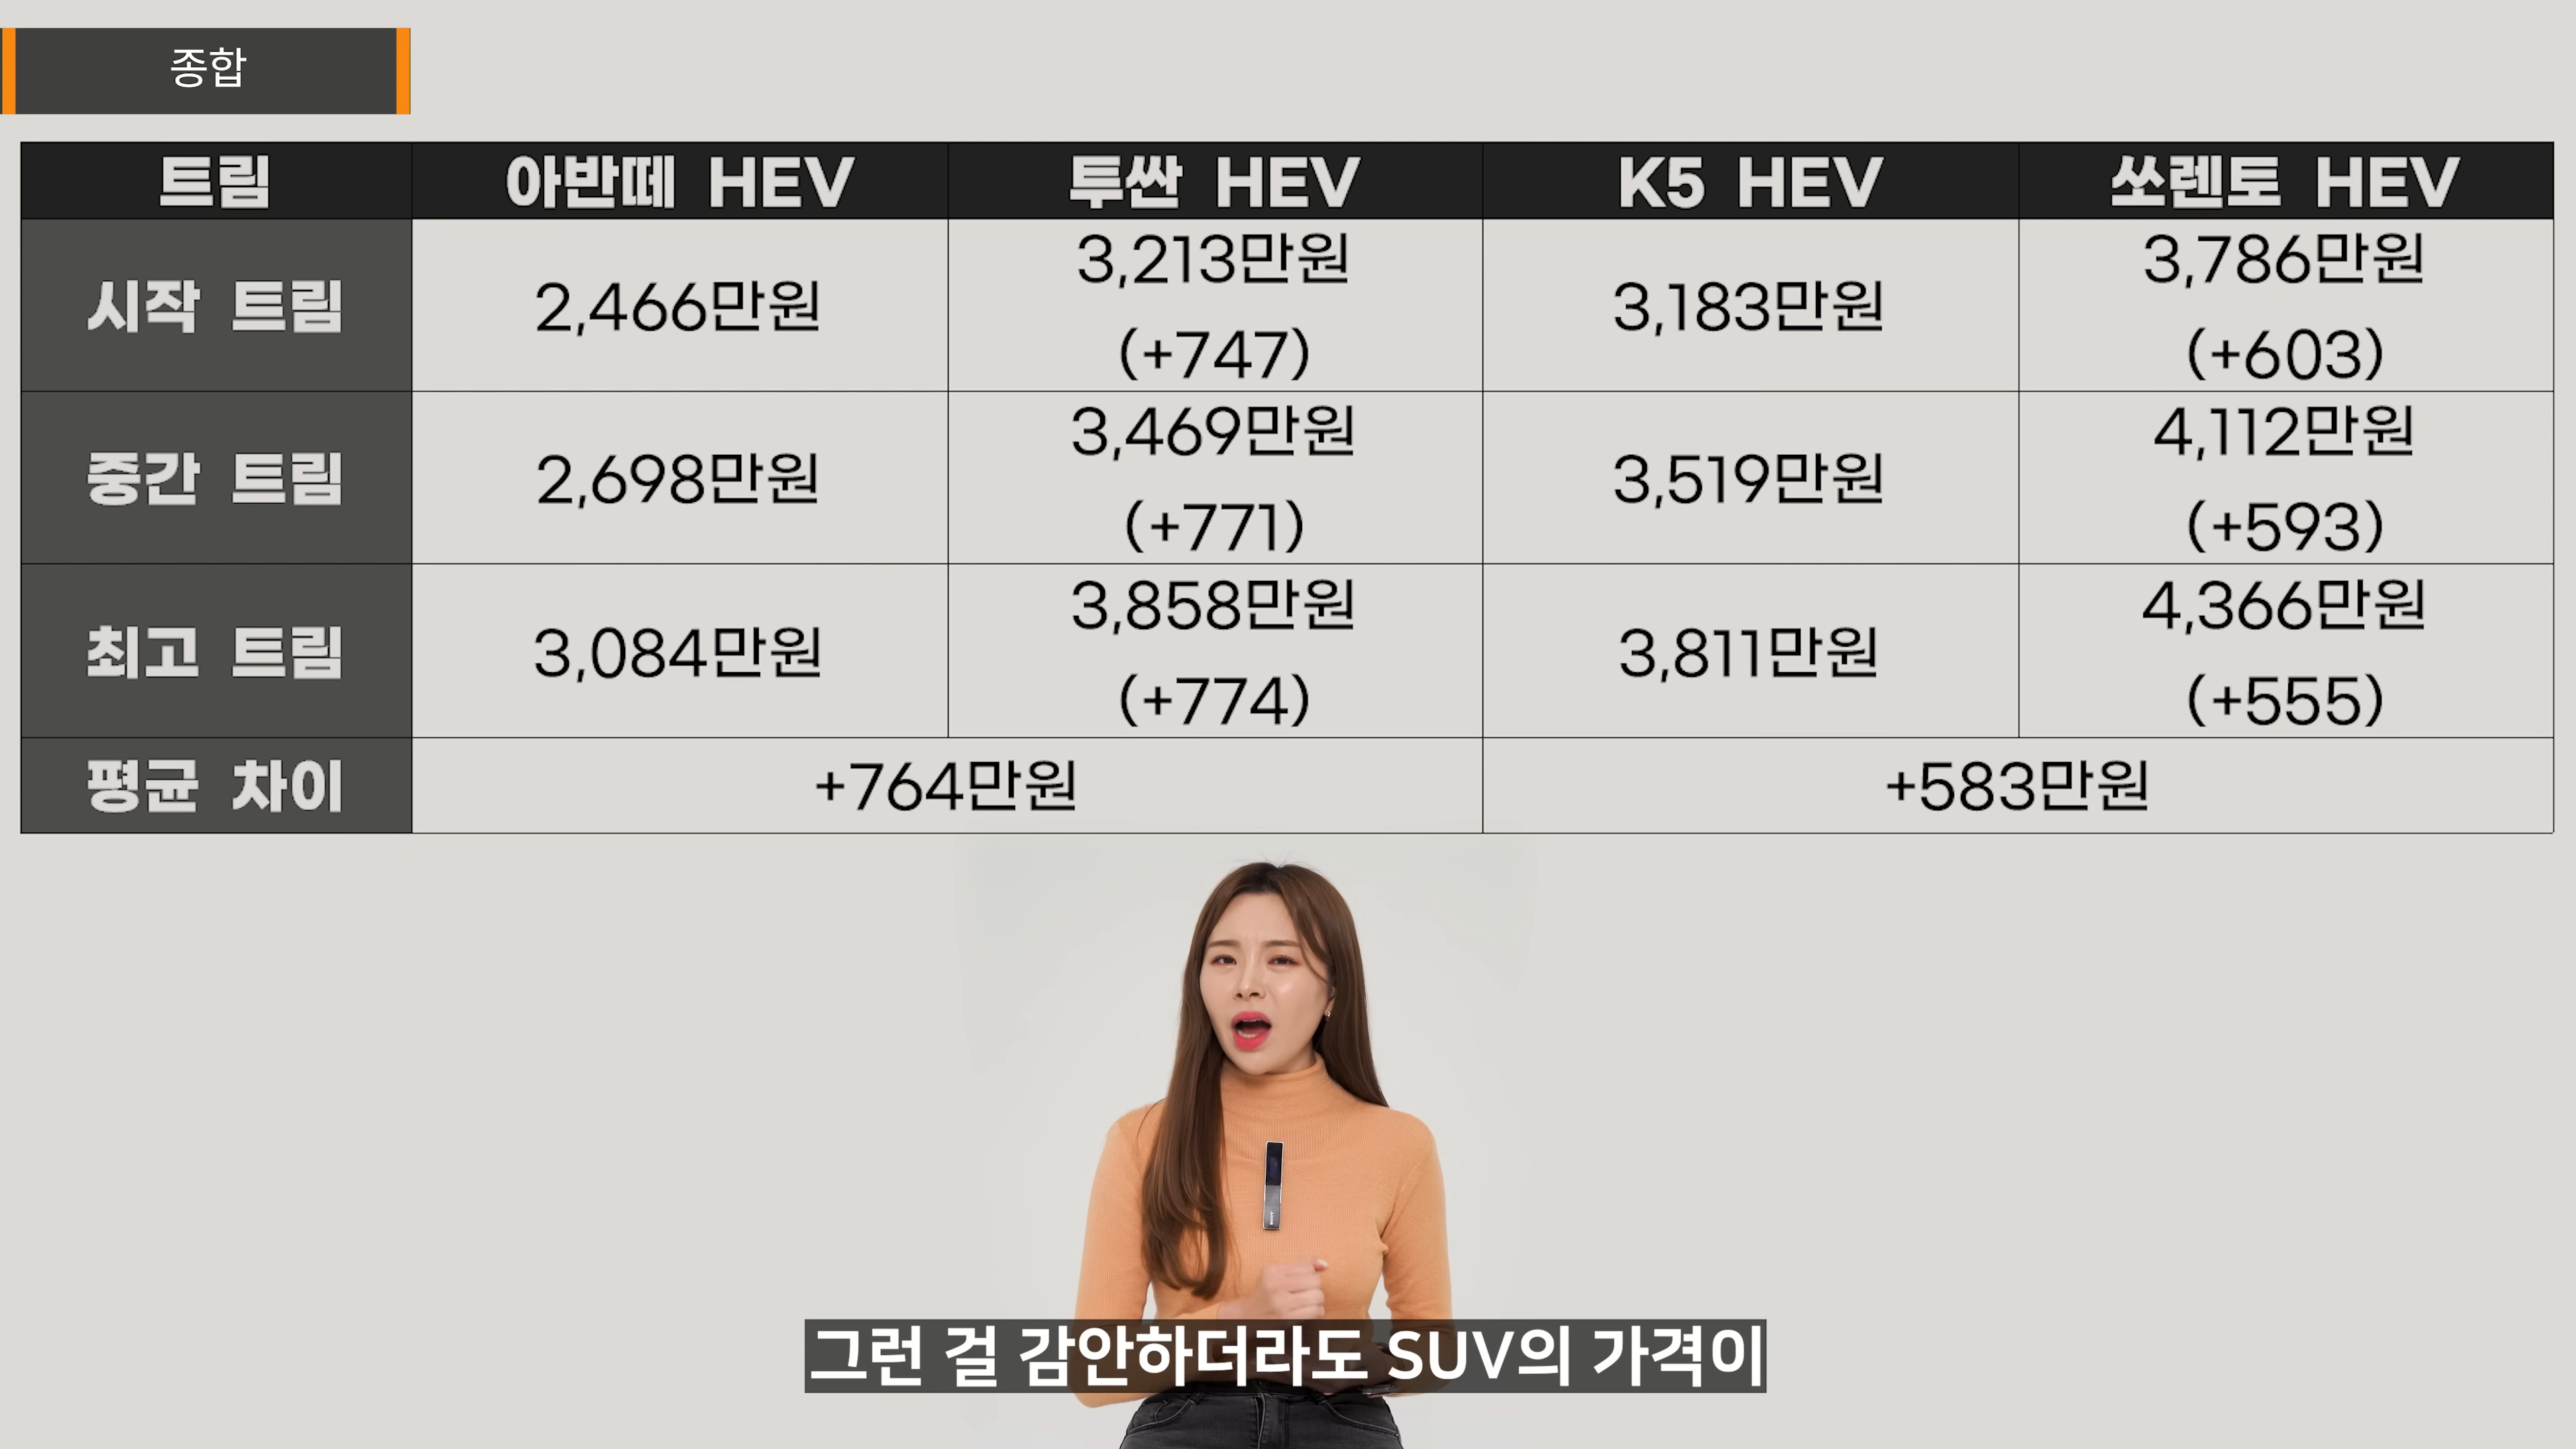 종합
트림 아반떼 HEV 투싼 HEV K5 HEV 쏘렌토 HEV
시작 트림 2,466만원 3,213만원 (+747) 3,183만원 3,786만원 (+603)
중간 트림 2,698만원 3,469만원 (+771) 3,519만원 4,112만원 (+593)
최고 트림 3,084만원 3,858만원 (+774) 3,811만원 4,366만원 (+555)
평균 차이 +764만원 +583만원
그런 걸 감안하더라도 SUV의 가격이